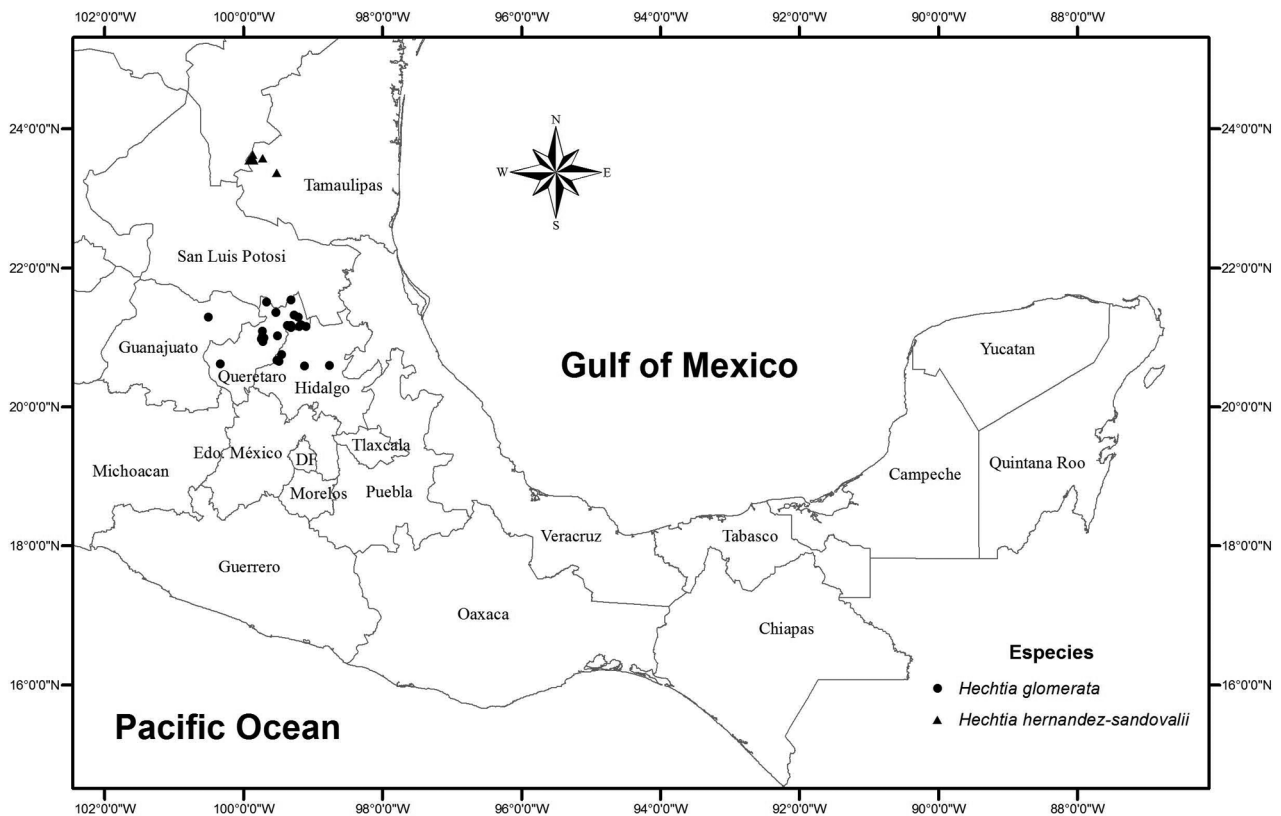 102°0'0"W 100°0'0"W 98°0'0"W 96°0'0"W 94°0'0"W 92°0'0"W 90°0'0"W 88°0'0"W
24°0'0"N 24°0'0"N
N
W E
S
Tamaulipas
San Luis Potosi
22°0'0"N 22°0'0"N
Guanajuato
Gulf of Mexico
Yucatan
Querétaro
Hidalgo
20°0'0"N 20°0'0"N
Tlaxcala
Edo. México
DF
Michoacan
Campeche
Quintana Roo
Morelos
Puebla
Veracruz
Tabasco
18°0'0"N 18°0'0"N
Guerrero
Oaxaca
Chiapas
Especies
16°0'0"N 16°0'0"N
Hechtia glomerata
Hechtia hernandez-sandovalii
Pacific Ocean
102°0'0"W 100°0'0"W 98°0'0"W 96°0'0"W 94°0'0"W 92°0'0"W 90°0'0"W 88°0'0"W